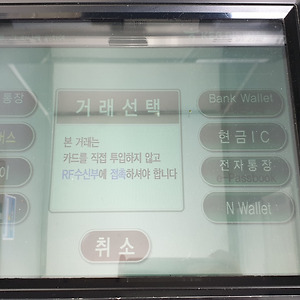 거래선택
본 거래는
카드를 직접 투입하지 않고
RF수신부에 접촉하셔야 합니다
통장
Bank Wallet
현금IC
전자통장
N Wallet
취소